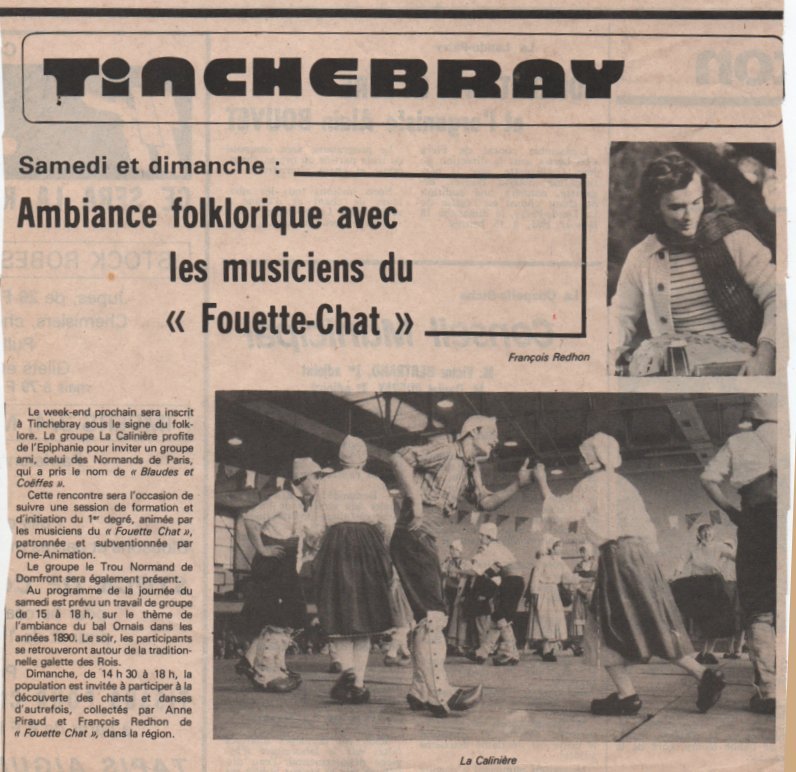 TINCHEBRAY
Samedi et dimanche :
Ambiance folklorique avec
les musiciens du
« Fouette-Chat »
François Redhon
Le week-end prochain sera inscrit
à Tinchebray sous le signe du folk-
lore. Le groupe La Calinière profite
de l'Epiphanie pour inviter un groupe
ami, celui des Normands de Paris,
qui a pris le nom de « Blaudes et
Coëffes ».
Cette rencontre sera l'occasion de
suivre une session de formation et
d'initiation du 1er degré, animée par
les musiciens du « Fouette Chat »,
patronnée et subventionnée par
Orne-Animation.
Le groupe le Trou Normand de
Domfront sera également présent.
Au programme de la journée du
samedi est prévu un travail de groupe
de 15 à 18 h, sur le thème de
l'ambiance du bal Ornais dans les
années 1890. Le soir, les participants
se retrouveront autour de la tradition-
nelle galette des Rois.
Dimanche, de 14 h 30 à 18 h, la
population est invitée à participer à la
découverte des chants et danses
d'autrefois, collectés par Anne
Piraud et François Redhon de
« Fouette Chat », dans la région.
La Calinière